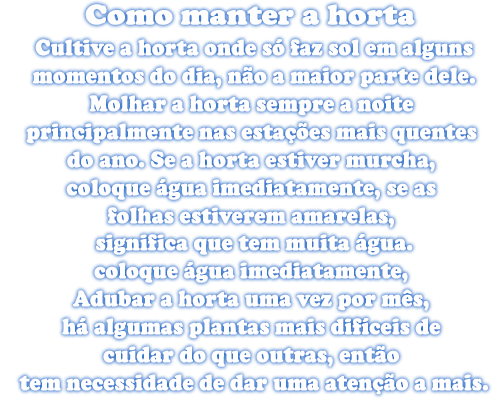 Como manter a horta
Cultive a horta onde só faz sol em alguns
momentos do dia, não a maior parte dele.
Molhar a horta sempre a noite
principalmente nas estações mais quentes
do ano. Se a horta estiver murcha,
coloque água imediatamente, se as
folhas estiverem amarelas,
significa que tem muita água.
coloque água imediatamente,
Adubar a horta uma vez por mês,
há algumas plantas mais difíceis de
cuidar do que outras, então
tem necessidade de dar uma atenção a mais.